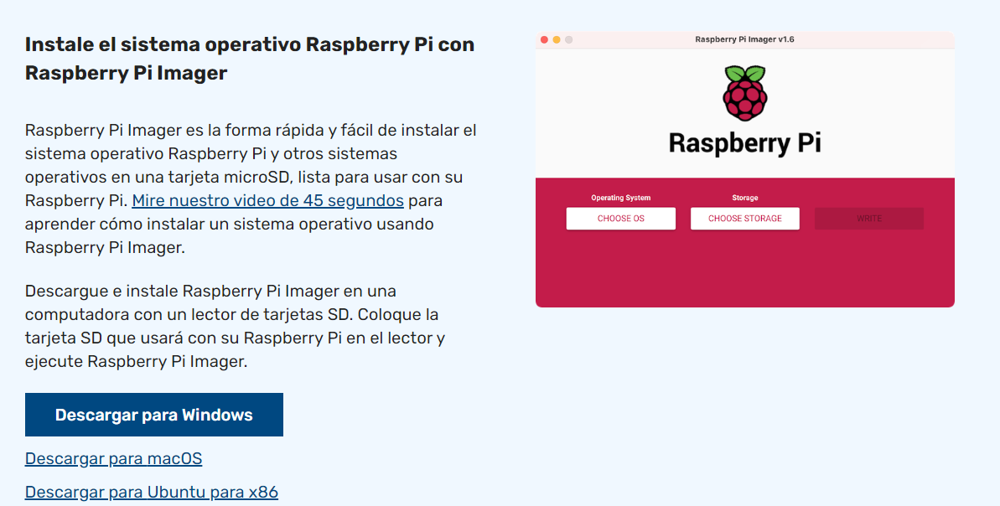 Instale el sistema operativo Raspberry Pi con
Raspberry Pi Imager
Raspberry Pi Imager es la forma rápida y fácil de instalar el
sistema operativo Raspberry Pi y otros sistemas
operativos en una tarjeta microSD, lista para usar con su
Raspberry Pi. Mire nuestro video de 45 segundos para
aprender cómo instalar un sistema operativo usando
Raspberry Pi Imager.
Descargue e instale Raspberry Pi Imager en una
computadora con un lector de tarjetas SD. Coloque la
tarjeta SD que usará con su Raspberry Pi en el lector y
ejecute Raspberry Pi Imager.
Descargar para Windows
Descargar para macOS
Descargar para Ubuntu para x86
Raspberry Pi Imager v1.6
Raspberry Pi
Operating System
CHOOSE OS
Storage
CHOOSE STORAGE
WRITE